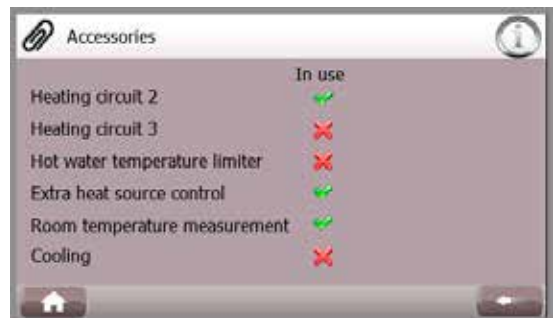 Accessories
In use
Heating circuit 2
Heating circuit 3
Hot water temperature limiter
Extra heat source control
Room temperature measurement
Cooling